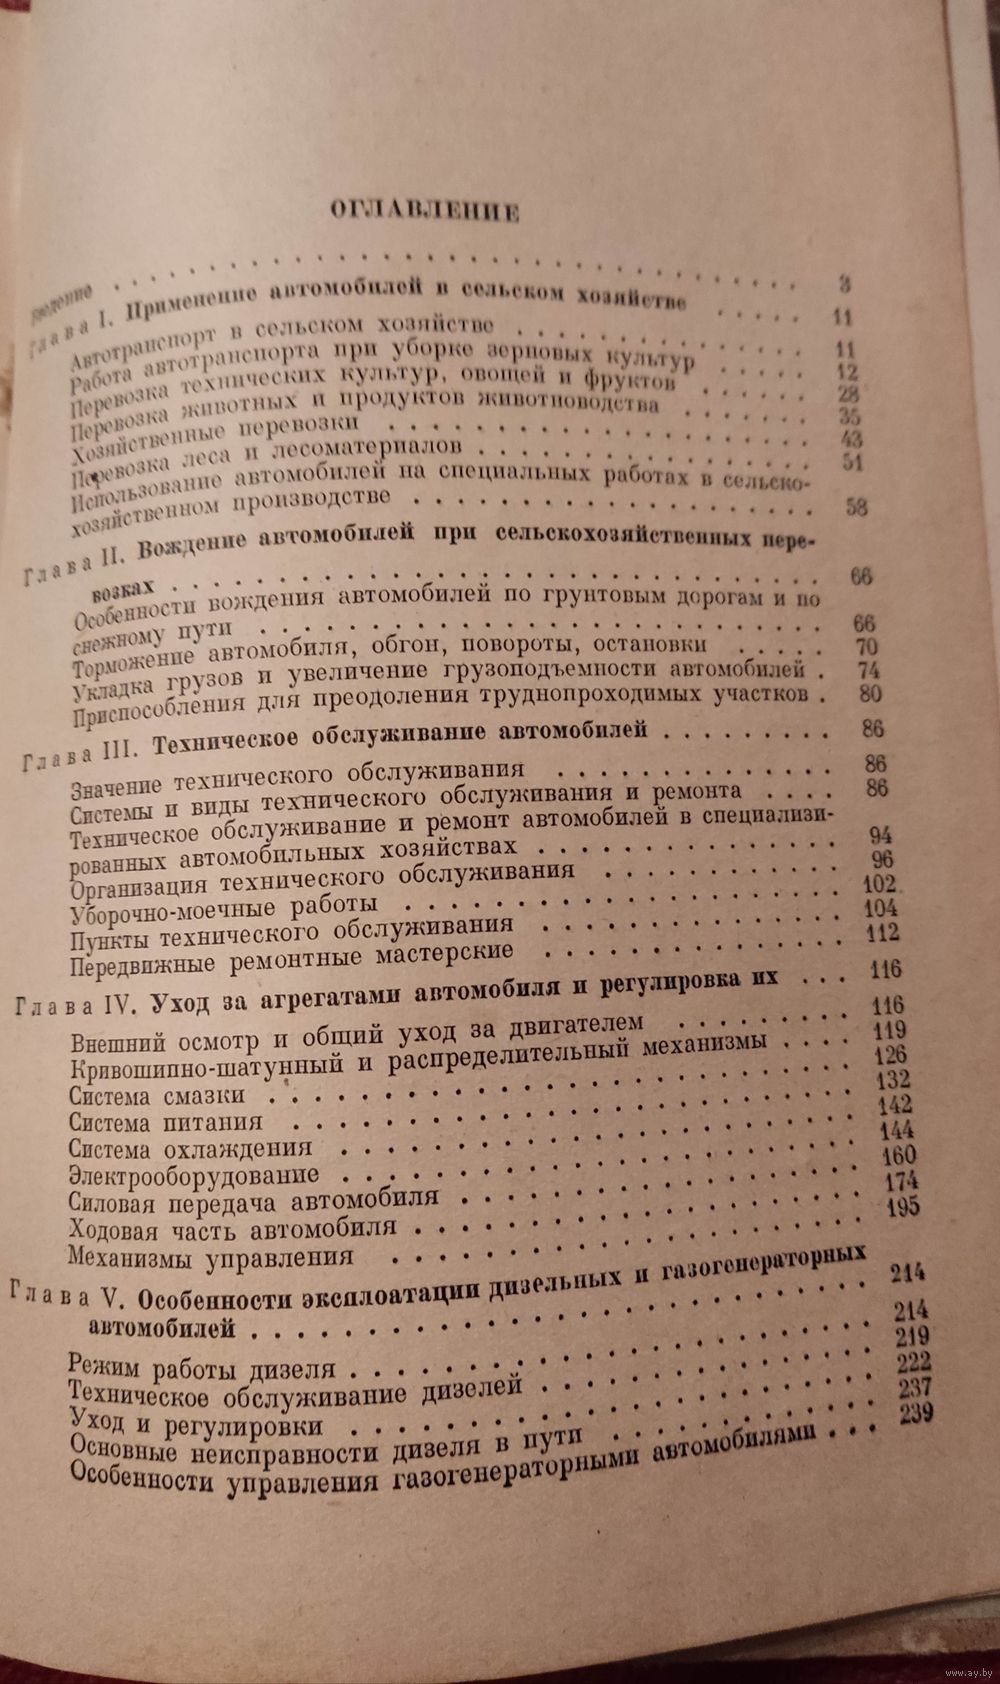 ОГЛАВЛЕНИЕ
Введение . . . . . . . . . . . . . . . . . . . . . . . . 3
Глава I. Применение автомобилей в сельском хозяйстве . . . . . 11
Автотранспорт в сельском хозяйстве . . . . . . . . . . . . 11
Работа автотранспорта при уборке зерновых культур . . . . . 12
Перевозка технических культур, овощей и фруктов . . . . . . 28
Перевозка животных и продуктов животноводства . . . . . . 35
Хозяйственные перевозки . . . . . . . . . . . . . . . . . 43
Перевозка леса и лесоматериалов . . . . . . . . . . . . . 51
Использование автомобилей на специальных работах в сельско-
хозяйственном производстве . . . . . . . . . . . . . . . 58
Глава II. Вождение автомобилей при сельскохозяйственных пере-
возках . . . . . . . . . . . . . . . . . . . . . . . . 66
Особенности вождения автомобилей по грунтовым дорогам и по
снежному пути . . . . . . . . . . . . . . . . . . . . . 66
Торможение автомобиля, обгон, повороты, остановки . . . . . 70
Укладка грузов и увеличение грузоподъемности автомобилей . 74
Приспособления для преодоления труднопроходимых участков . 80
Глава III. Техническое обслуживание автомобилей . . . . . . . . . 86
Значение технического обслуживания . . . . . . . . . . . . 86
Системы и виды технического обслуживания и ремонта . . . . 86
Техническое обслуживание и ремонт автомобилей в специализи-
рованных автомобильных хозяйствах . . . . . . . . . . . . 94
Организация технического обслуживания . . . . . . . . . . 96
Уборочно-моечные работы . . . . . . . . . . . . . . . . . 102
Пункты технического обслуживания . . . . . . . . . . . . . 104
Передвижные ремонтные мастерские . . . . . . . . . . . . . 112
Глава IV. Уход за агрегатами автомобиля и регулировка их . . . 116
Внешний осмотр и общий уход за двигателем . . . . . . . . 116
Кривошипно-шатунный и распределительный механизмы . . . . 119
Система смазки . . . . . . . . . . . . . . . . . . . . . 126
Система питания . . . . . . . . . . . . . . . . . . . . . 132
Система охлаждения . . . . . . . . . . . . . . . . . . . 142
Электрооборудование . . . . . . . . . . . . . . . . . . . 144
Силовая передача автомобиля . . . . . . . . . . . . . . . 160
Ходовая часть автомобиля . . . . . . . . . . . . . . . . . 174
Механизмы управления . . . . . . . . . . . . . . . . . . 195
Глава V. Особенности эксплоатации дизельных и газогенераторных
автомобилей . . . . . . . . . . . . . . . . . . . . . . 214
Режим работы дизеля . . . . . . . . . . . . . . . . . . . 214
Техническое обслуживание дизелей . . . . . . . . . . . . . 219
Уход и регулировки . . . . . . . . . . . . . . . . . . . 222
Основные неисправности дизеля в пути . . . . . . . . . . 237
Особенности управления газогенераторными автомобилями . . . 239
www.ay.by